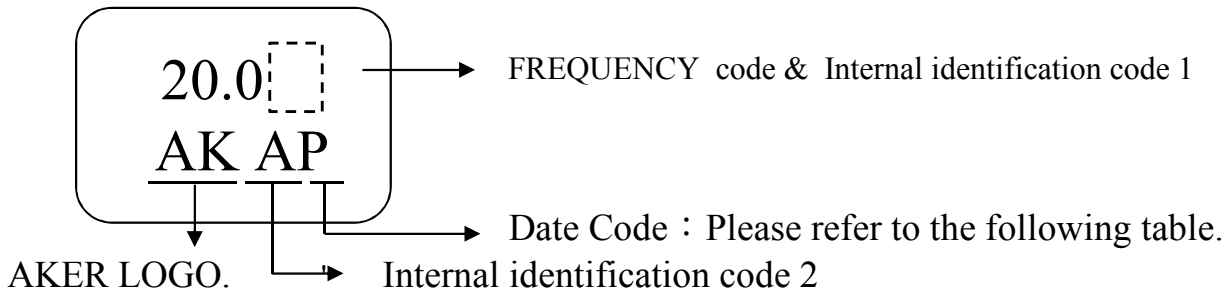 20.0
FREQUENCY code & Internal identification code 1
AK AP
Date Code：Please refer to the following table.
AKER LOGO.
Internal identification code 2